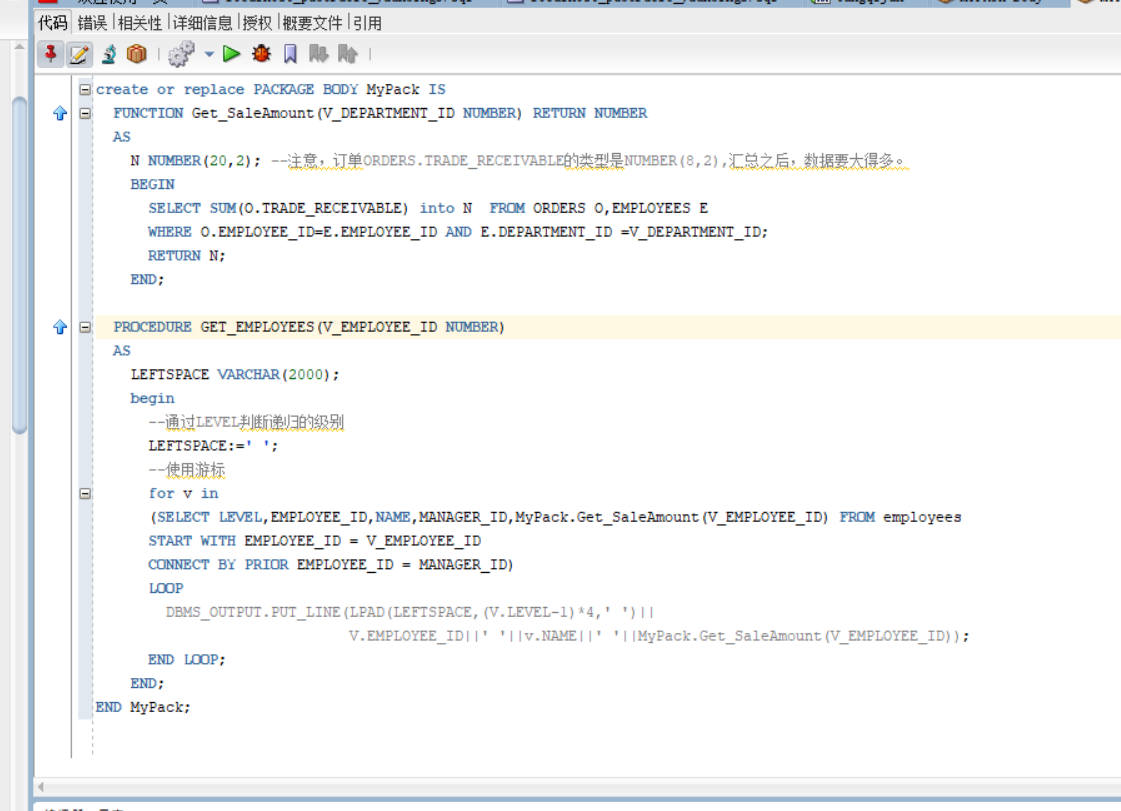 代码 错误 相关性 详细信息 授权 概要文件 引用
create or replace PACKAGE BODY MyPack IS
FUNCTION Get_SaleAmount(V_DEPARTMENT_ID NUMBER) RETURN NUMBER
AS
N NUMBER(20,2); --注意，订单ORDERS.TRADE_RECEIVABLE的类型是NUMBER(8,2),汇总之后，数据要大得多。
BEGIN
SELECT SUM(O.TRADE_RECEIVABLE) into N  FROM ORDERS O,EMPLOYEES E
WHERE O.EMPLOYEE_ID=E.EMPLOYEE_ID AND E.DEPARTMENT_ID =V_DEPARTMENT_ID;
RETURN N;
END;
PROCEDURE GET_EMPLOYEES(V_EMPLOYEE_ID NUMBER)
AS
LEFTSPACE VARCHAR(2000);
begin
--通过LEVEL判断递归的级别
LEFTSPACE:=' ';
--使用游标
for v in
(SELECT LEVEL,EMPLOYEE_ID,NAME,MANAGER_ID,MyPack.Get_SaleAmount(V_EMPLOYEE_ID) FROM employees
START WITH EMPLOYEE_ID = V_EMPLOYEE_ID
CONNECT BY PRIOR EMPLOYEE_ID = MANAGER_ID)
LOOP
DBMS_OUTPUT.PUT_LINE(LPAD(LEFTSPACE,(V.LEVEL-1)*4,' ')||
V.EMPLOYEE_ID||' '||v.NAME||' '||MyPack.Get_SaleAmount(V_EMPLOYEE_ID));
END LOOP;
END;
END MyPack;